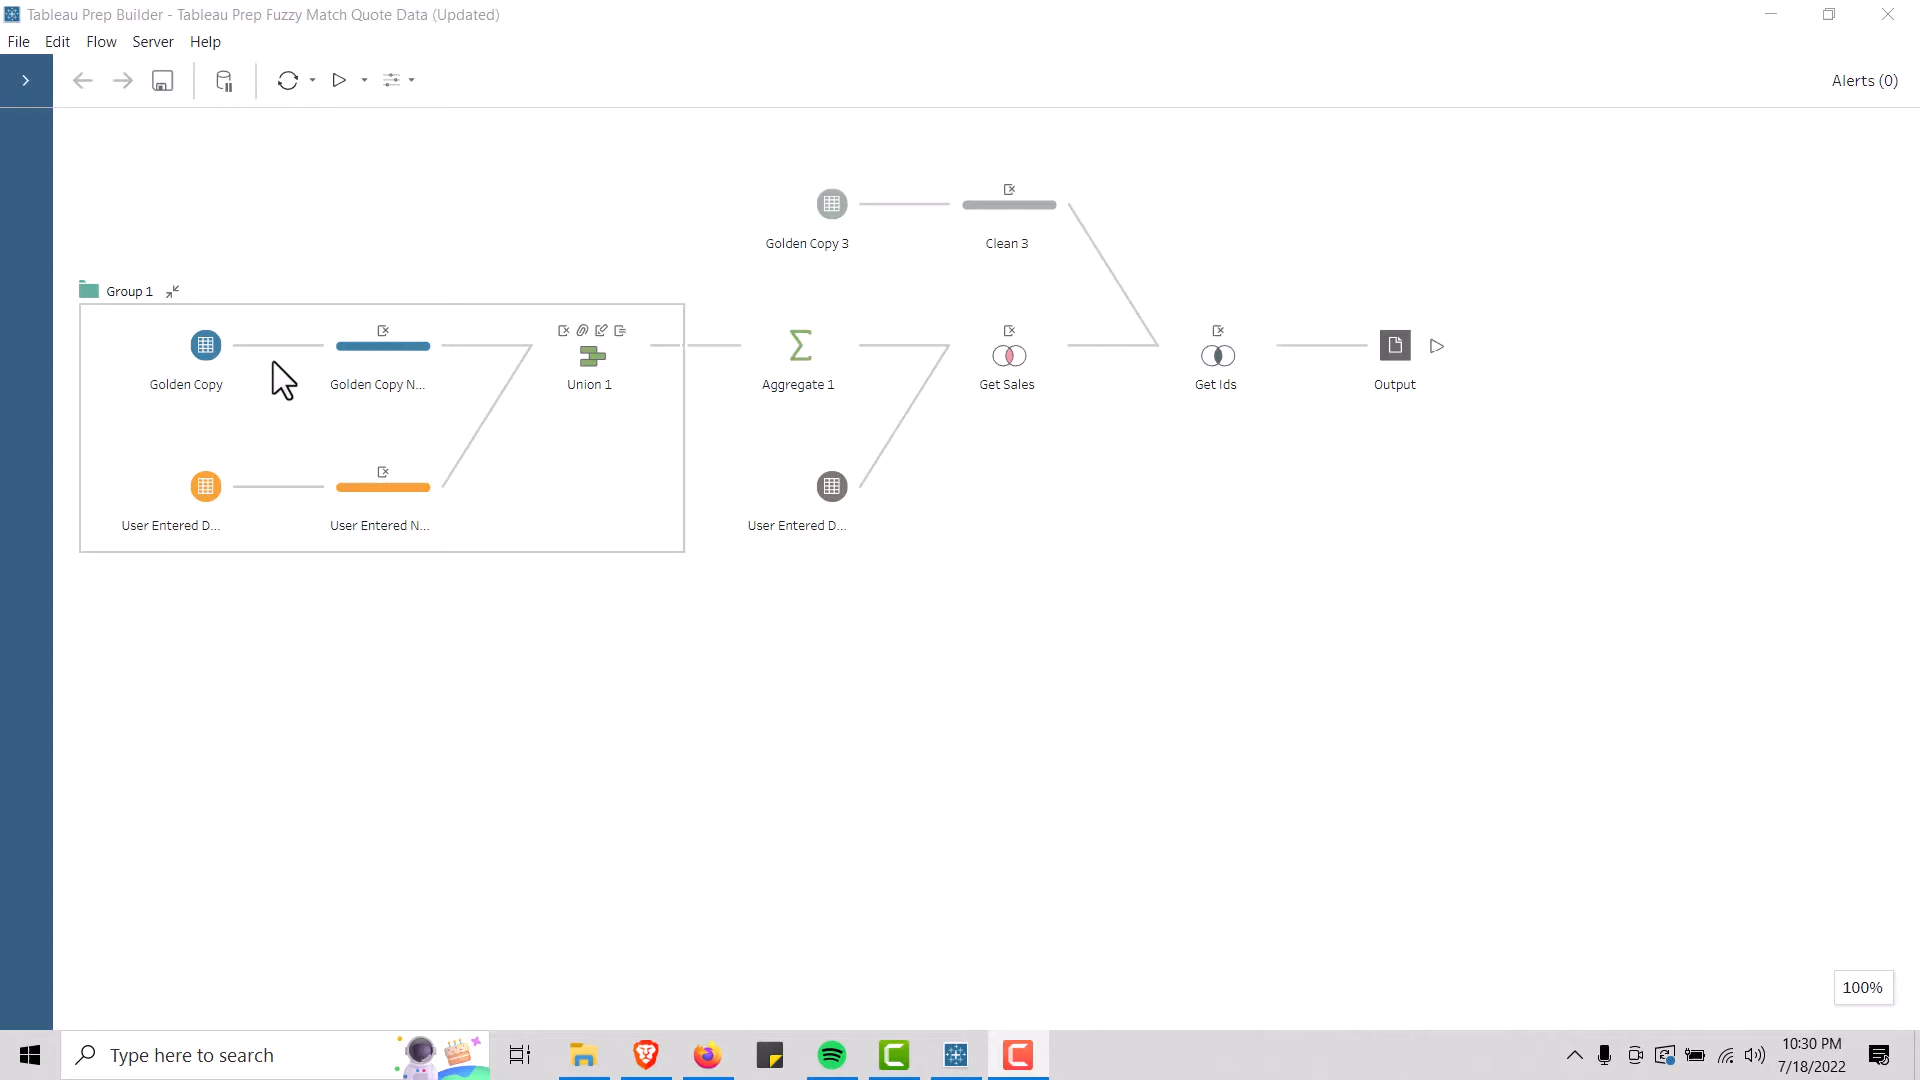 Tableau Prep Builder - Tableau Prep Fuzzy Match Quote Data (Updated)
File Edit Flow Server Help
Alerts (0)
Golden Copy 3
Clean 3
Group 1
Golden Copy
Golden Copy N...
Union 1
Aggregate 1
Get Sales
Get Ids
Output
User Entered D...
User Entered N...
User Entered D...
100%
Type here to search
10:30 PM
7/18/2022